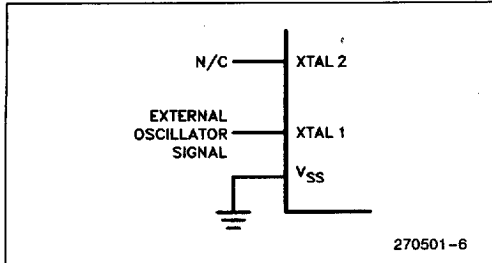 N/C
XTAL 2
EXTERNAL
OSCILLATOR
SIGNAL
XTAL 1
VSS
270501-6